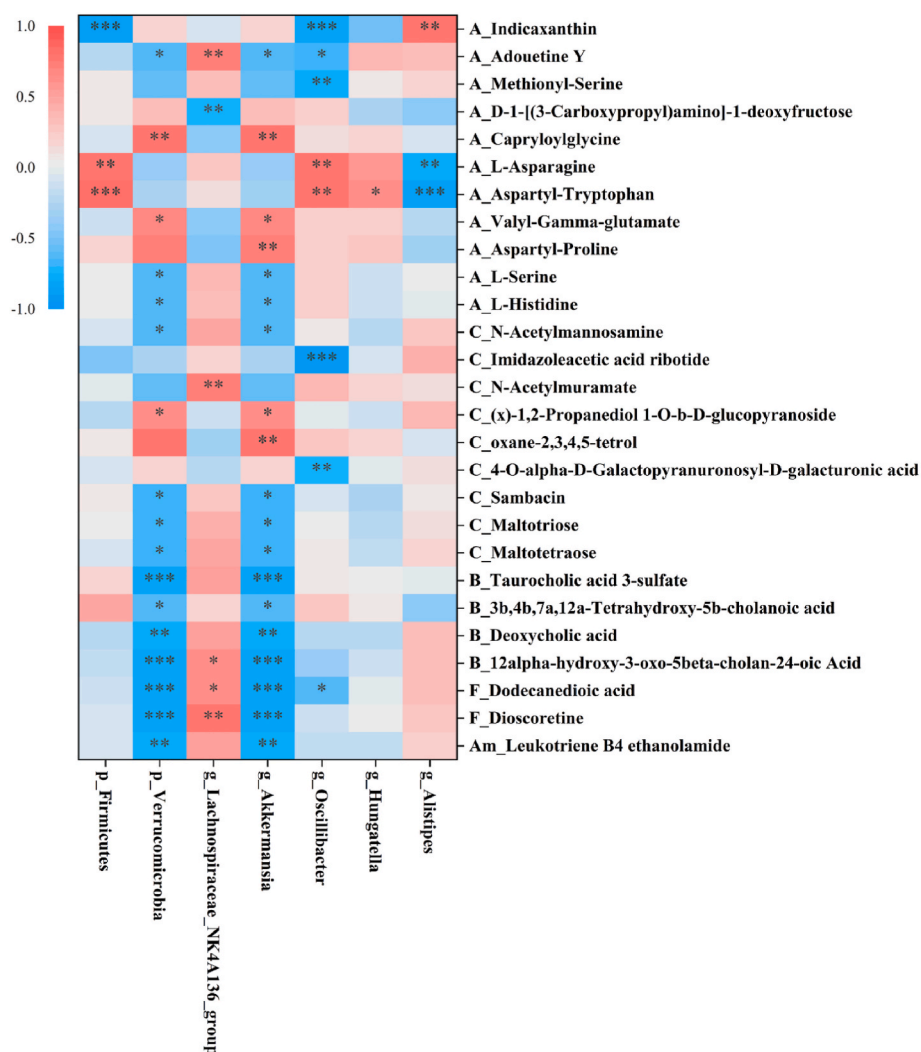 1.0
0.5
0.0
-0.5
-1.0
*** *** ** A_Indicaxanthin
* ** * * A_Adouetine Y
** A_Methionyl-Serine
** A_D-1-[(3-Carboxypropyl)amino]-1-deoxyfructose
** ** A_Capryloylglycine
** ** ** A_L-Asparagine
*** ** * *** A_Aspartyl-Tryptophan
* * A_Valyl-Gamma-glutamate
** A_Aspartyl-Proline
* * A_L-Serine
* * A_L-Histidine
* * C_N-Acetylmannosamine
*** C_Imidazoleacetic acid ribotide
** C_N-Acetylmuramate
* * C_(x)-1,2-Propanediol 1-O-b-D-glucopyranoside
** C_oxane-2,3,4,5-tetrol
** C_4-O-alpha-D-Galactopyranuronosyl-D-galacturonic acid
* * C_Sambacin
* * C_Maltotriose
* * C_Maltotetraose
*** *** B_Taurocholic acid 3-sulfate
* * B_3b,4b,7a,12a-Tetrahydroxy-5b-cholanoic acid
** ** B_Deoxycholic acid
*** * *** B_12alpha-hydroxy-3-oxo-5beta-cholan-24-oic Acid
*** * *** * F_Dodecanedioic acid
*** ** *** F_Dioscoretine
** ** Am_Leukotriene B4 ethanolamide
p_Firmicutes
p_Verrucomicrobia
g_Lachnospiraceae_NK4A136_group
g_Akkermansia
g_Oscillibacter
g_Hungatella
g_Alistipes